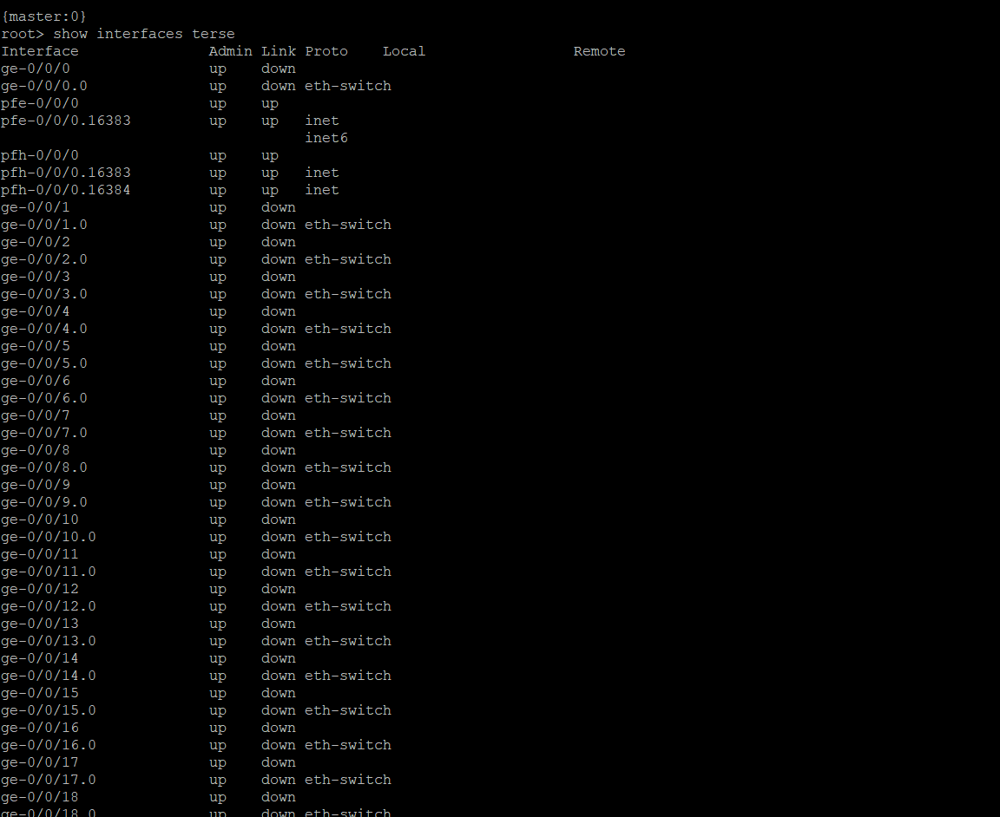 {master:0}
root> show interfaces terse
Interface               Admin Link Proto    Local                 Remote
ge-0/0/0                up    down
ge-0/0/0.0              up    down eth-switch
pfe-0/0/0               up    up
pfe-0/0/0.16383         up    up   inet
                                   inet6
pfh-0/0/0               up    up
pfh-0/0/0.16383         up    up   inet
pfh-0/0/0.16384         up    up   inet
ge-0/0/1                up    down
ge-0/0/1.0              up    down eth-switch
ge-0/0/2                up    down
ge-0/0/2.0              up    down eth-switch
ge-0/0/3                up    down
ge-0/0/3.0              up    down eth-switch
ge-0/0/4                up    down
ge-0/0/4.0              up    down eth-switch
ge-0/0/5                up    down
ge-0/0/5.0              up    down eth-switch
ge-0/0/6                up    down
ge-0/0/6.0              up    down eth-switch
ge-0/0/7                up    down
ge-0/0/7.0              up    down eth-switch
ge-0/0/8                up    down
ge-0/0/8.0              up    down eth-switch
ge-0/0/9                up    down
ge-0/0/9.0              up    down eth-switch
ge-0/0/10               up    down
ge-0/0/10.0             up    down eth-switch
ge-0/0/11               up    down
ge-0/0/11.0             up    down eth-switch
ge-0/0/12               up    down
ge-0/0/12.0             up    down eth-switch
ge-0/0/13               up    down
ge-0/0/13.0             up    down eth-switch
ge-0/0/14               up    down
ge-0/0/14.0             up    down eth-switch
ge-0/0/15               up    down
ge-0/0/15.0             up    down eth-switch
ge-0/0/16               up    down
ge-0/0/16.0             up    down eth-switch
ge-0/0/17               up    down
ge-0/0/17.0             up    down eth-switch
ge-0/0/18               up    down
ge-0/0/18.0             up    down eth-switch